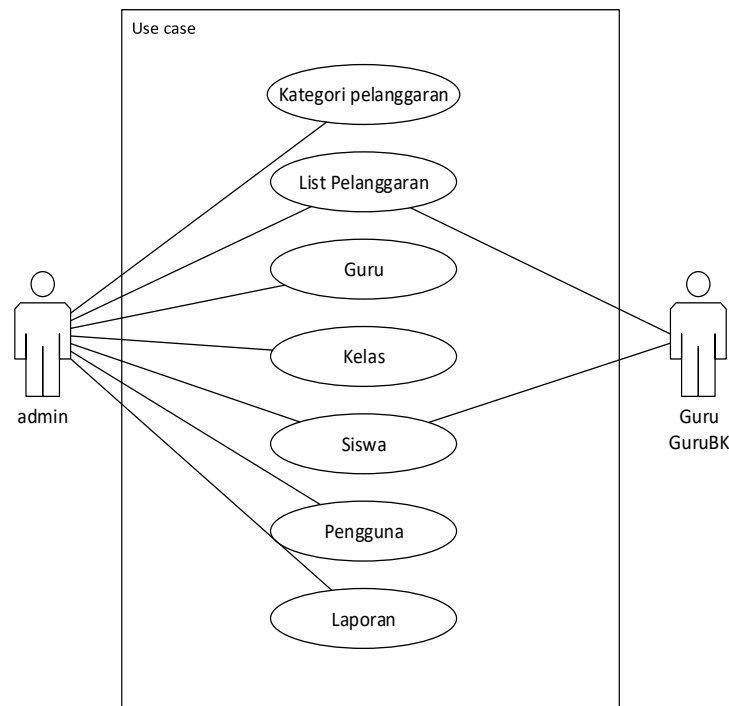 Use case
Kategori pelanggaran
List Pelanggaran
Guru
Kelas
Siswa
Pengguna
Laporan
admin
Guru
GuruBK